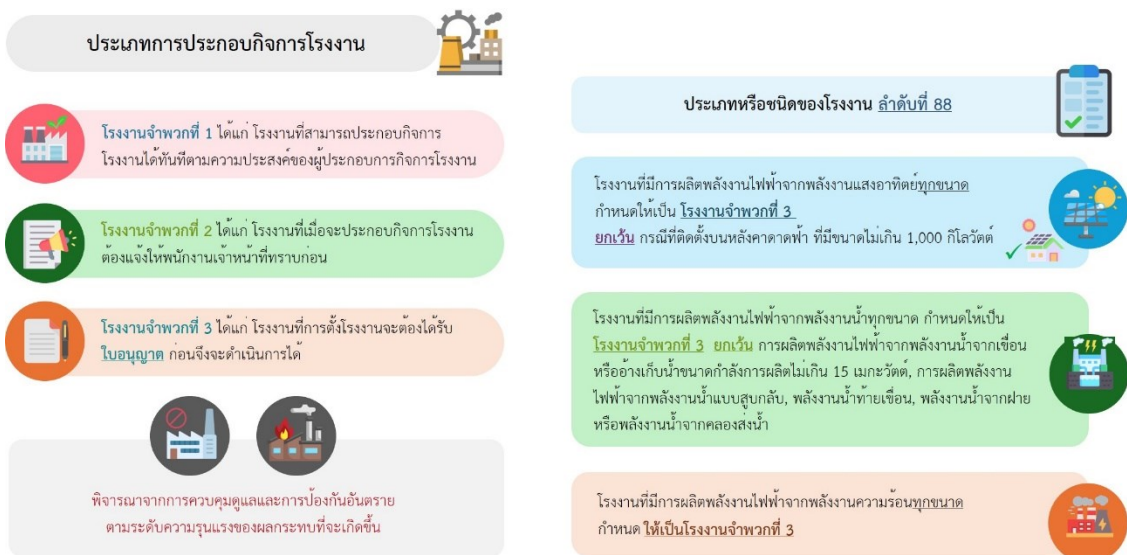 ประเภทการประกอบกิจการโรงงาน
โรงงานจำพวกที่ 1 ได้แก่ โรงงานที่สามารถประกอบกิจการ
โรงงานได้ทันทีตามความประสงค์ของผู้ประกอบการกิจการโรงงาน
โรงงานจำพวกที่ 2 ได้แก่ โรงงานที่เมื่อจะประกอบกิจการโรงงาน
ต้องแจ้งให้พนักงานเจ้าหน้าที่ทราบก่อน
โรงงานจำพวกที่ 3 ได้แก่ โรงงานที่การตั้งโรงงานจะต้องได้รับ
ใบอนุญาต ก่อนจึงจะดำเนินการได้
พิจารณาจากการควบคุมดูแลและการป้องกันอันตราย
ตามระดับความรุนแรงของผลกระทบที่จะเกิดขึ้น
ประเภทหรือชนิดของโรงงาน ลำดับที่ 88
โรงงานที่มีการผลิตพลังงานไฟฟ้าจากพลังงานแสงอาทิตย์ทุกขนาด
กำหนดให้เป็น โรงงานจำพวกที่ 3
ยกเว้น กรณีที่ติดตั้งบนหลังคาดาดฟ้า ที่มีขนาดไม่เกิน 1,000 กิโลวัตต์
โรงงานที่มีการผลิตพลังงานไฟฟ้าจากพลังงานน้ำทุกขนาด กำหนดให้เป็น
โรงงานจำพวกที่ 3 ยกเว้น การผลิตพลังงานไฟฟ้าจากพลังงานน้ำจากเขื่อน
หรืออ่างเก็บน้ำขนาดกำลังการผลิตไม่เกิน 15 เมกะวัตต์, การผลิตพลังงาน
ไฟฟ้าจากพลังงานน้ำแบบสูบกลับ, พลังงานน้ำท้ายเขื่อน, พลังงานน้ำจากฝาย
หรือพลังงานน้ำจากคลองส่งน้ำ
โรงงานที่มีการผลิตพลังงานไฟฟ้าจากพลังงานความร้อนทุกขนาด
กำหนด ให้เป็นโรงงานจำพวกที่ 3